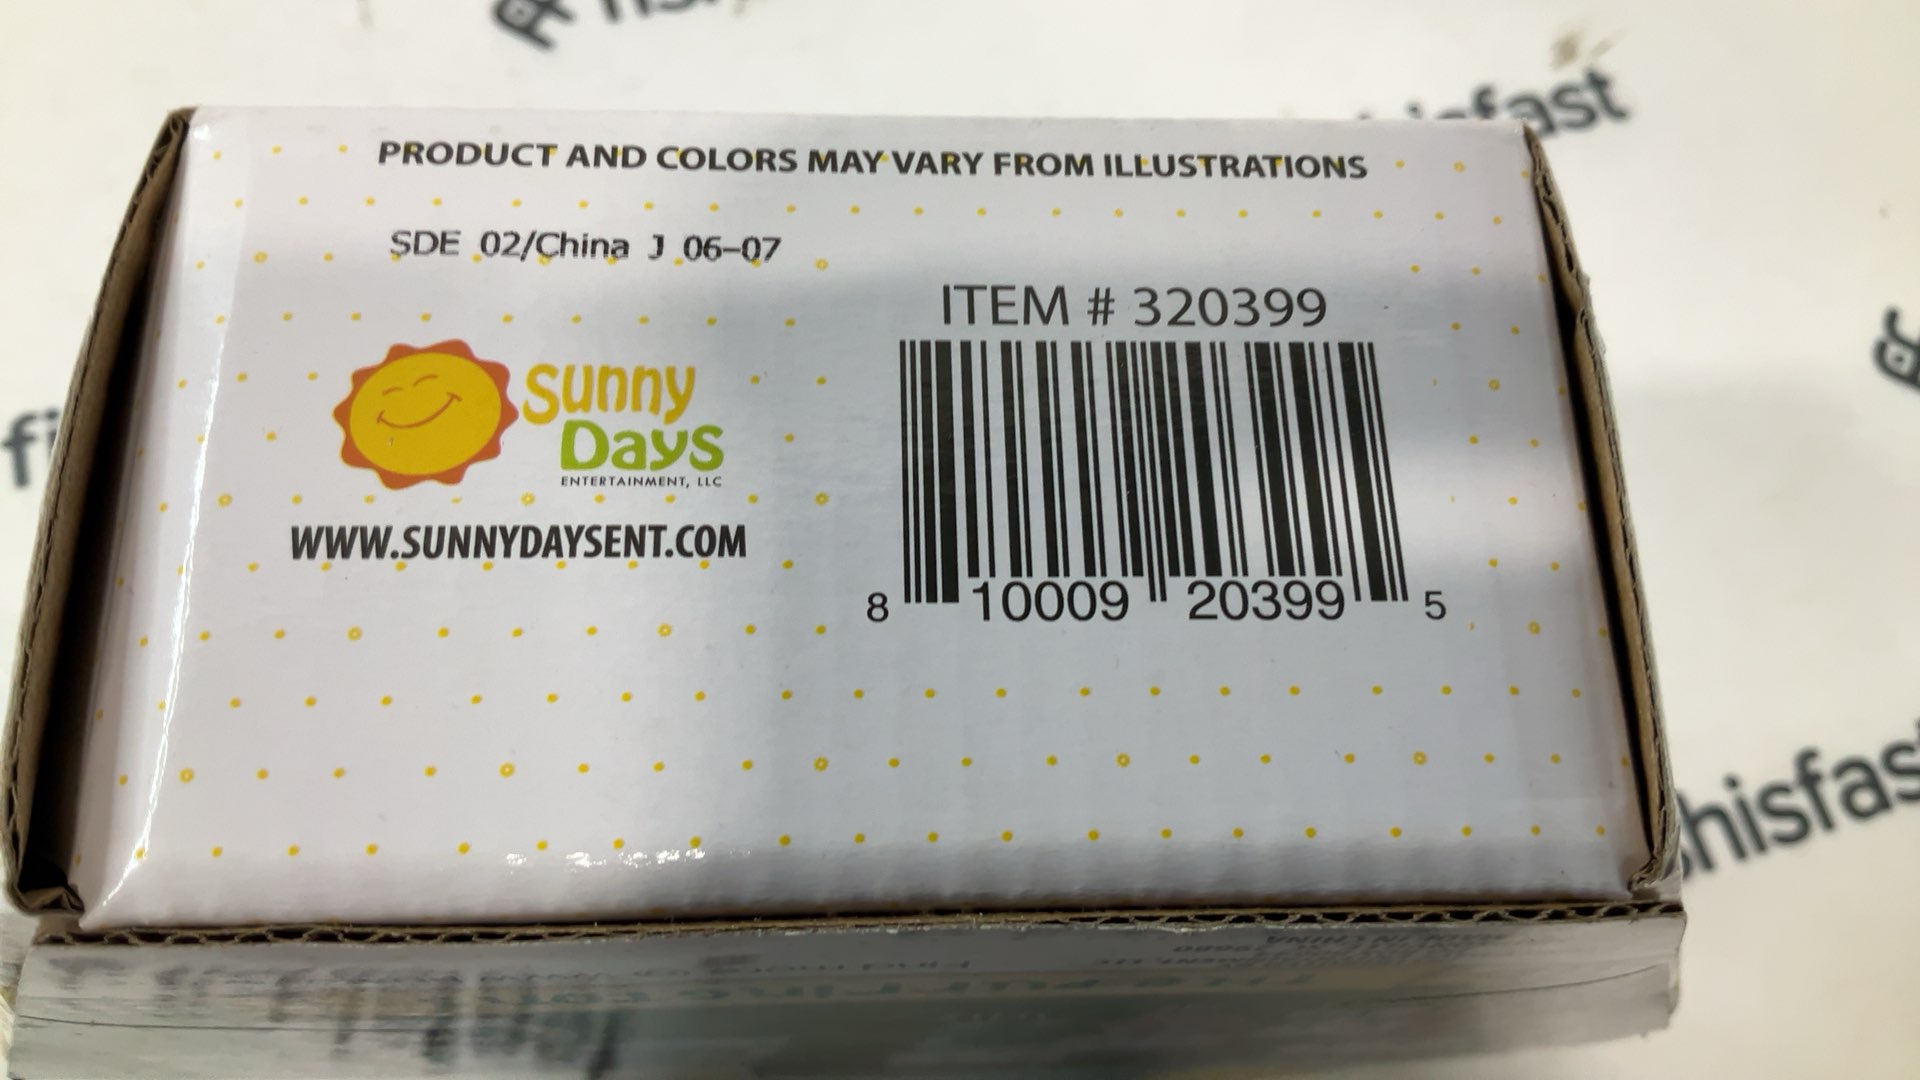 PRODUCT AND COLORS MAY VARY FROM ILLUSTRATIONS
SDE 02/China J 06-07
ITEM # 320399
sunny
Days
ENTERTAINMENT, LLC
WWW.SUNNYDAYSENT.COM
8 10009 20399 5
hisfast